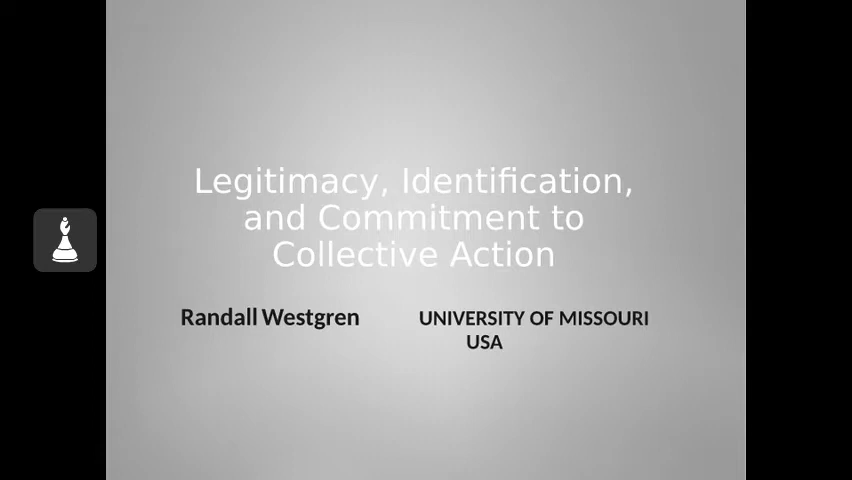 Legitimacy, Identification,
and Commitment to
Collective Action
Randall Westgren
UNIVERSITY OF MISSOURI
USA